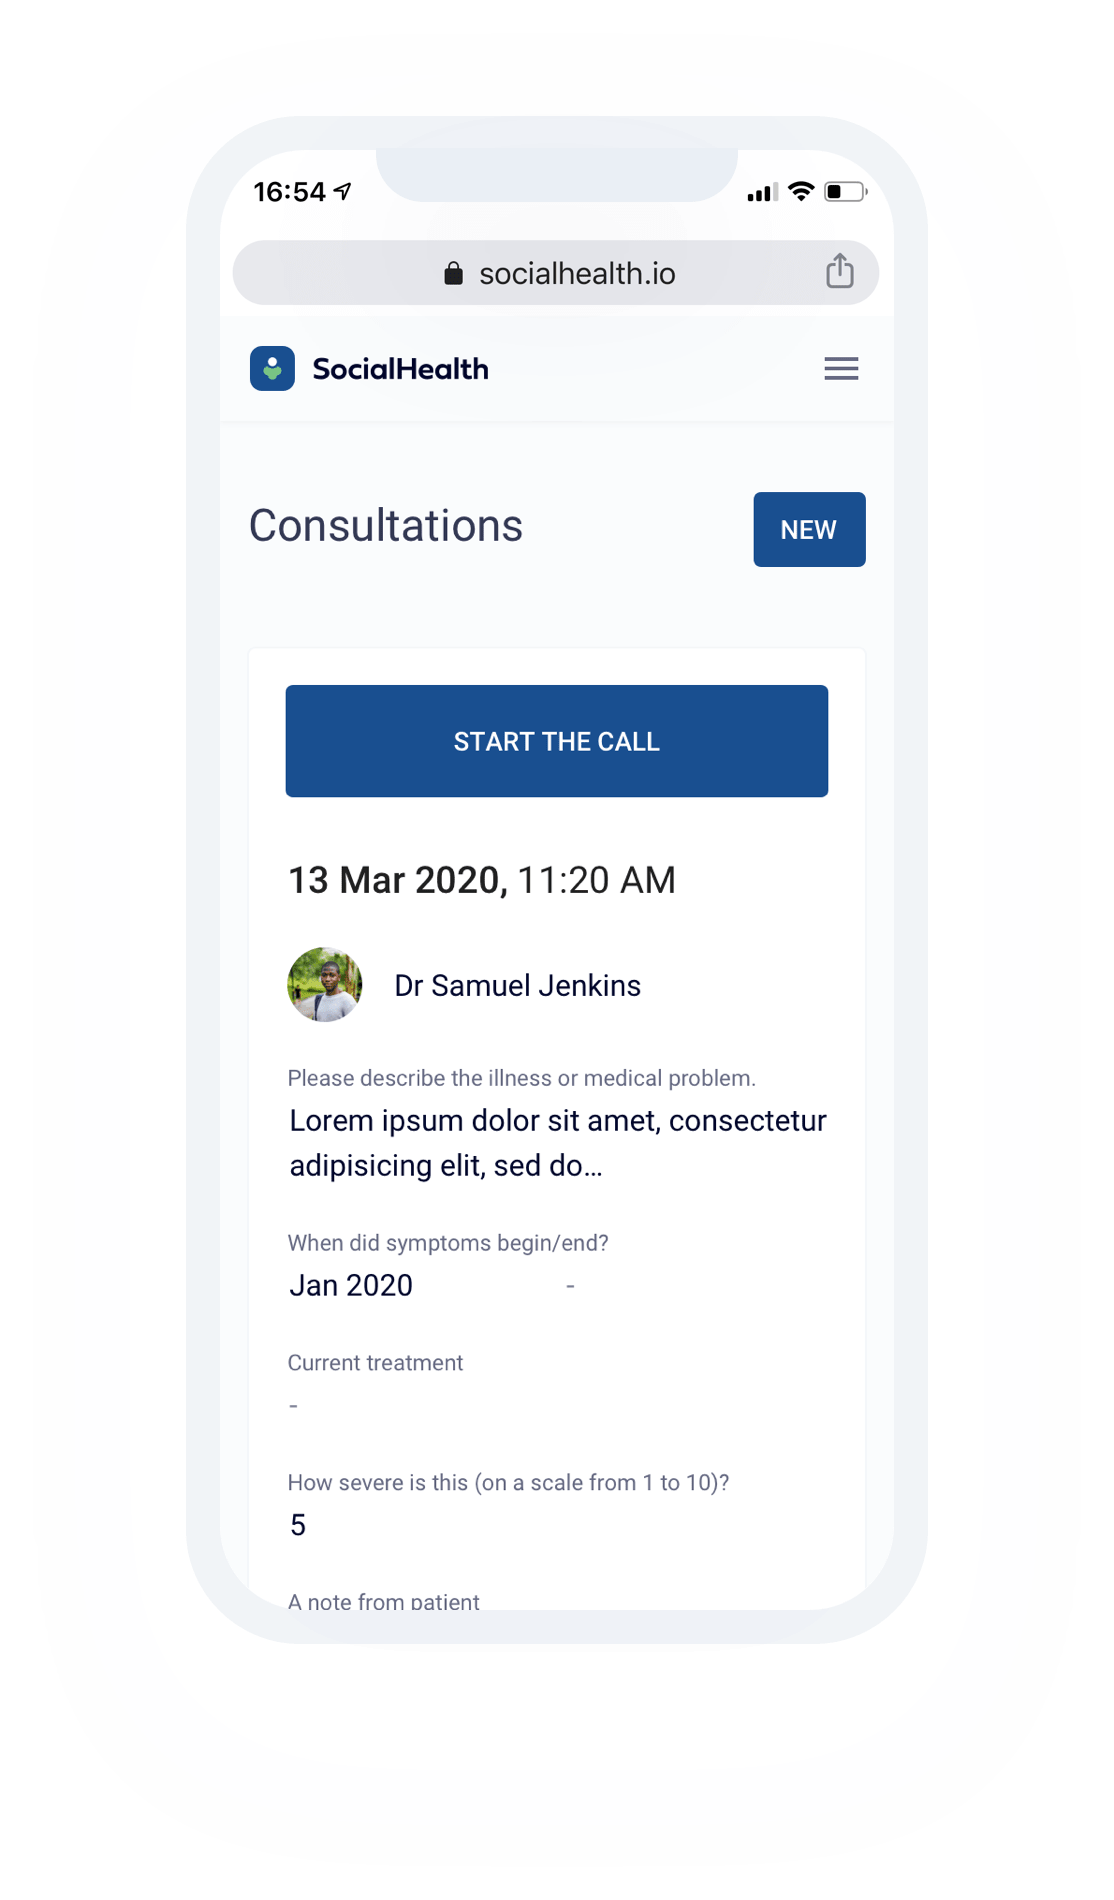 16:54
socialhealth.io
SocialHealth
Consultations
NEW
START THE CALL
13 Mar 2020, 11:20 AM
Dr Samuel Jenkins
Please describe the illness or medical problem.
Lorem ipsum dolor sit amet, consectetur
adipisicing elit, sed do...
When did symptoms begin/end?
Jan 2020 -
Current treatment
-
How severe is this (on a scale from 1 to 10)?
5
A note from patient